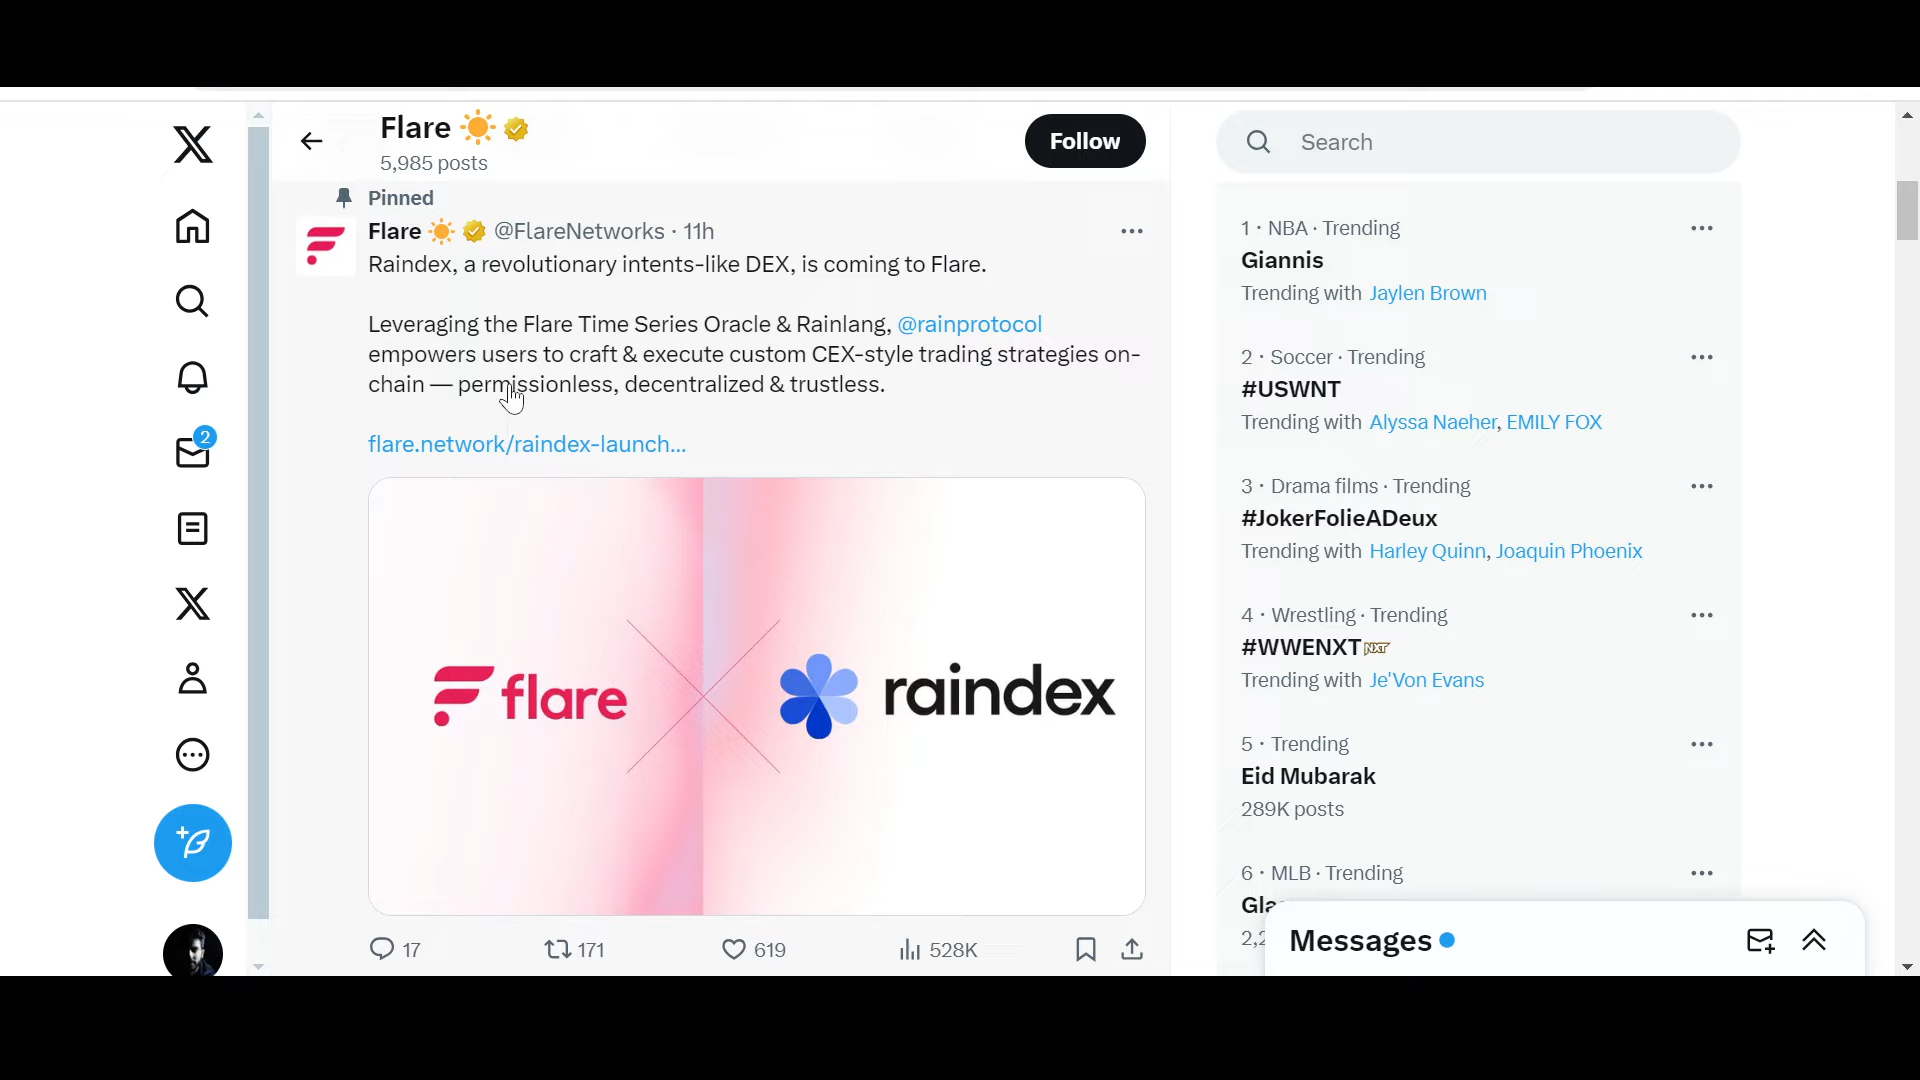 Flare ☀️
5,985 posts
Follow
Search
Pinned
Flare ☀️ @FlareNetworks · 11h
Raindex, a revolutionary intents-like DEX, is coming to Flare.
Leveraging the Flare Time Series Oracle & Rainlang, @rainprotocol
empowers users to craft & execute custom CEX-style trading strategies on-
chain — permissionless, decentralized & trustless.
flare.network/raindex-launch...
flare
raindex
17
171
619
528K
2
1 · NBA · Trending
Giannis
Trending with Jaylen Brown
2 · Soccer · Trending
#USWNT
Trending with Alyssa Naeher, EMILY FOX
3 · Drama films · Trending
#JokerFolieADeux
Trending with Harley Quinn, Joaquin Phoenix
4 · Wrestling · Trending
#WWENXT NXT
Trending with Je'Von Evans
5 · Trending
Eid Mubarak
289K posts
6 · MLB · Trending
Messages